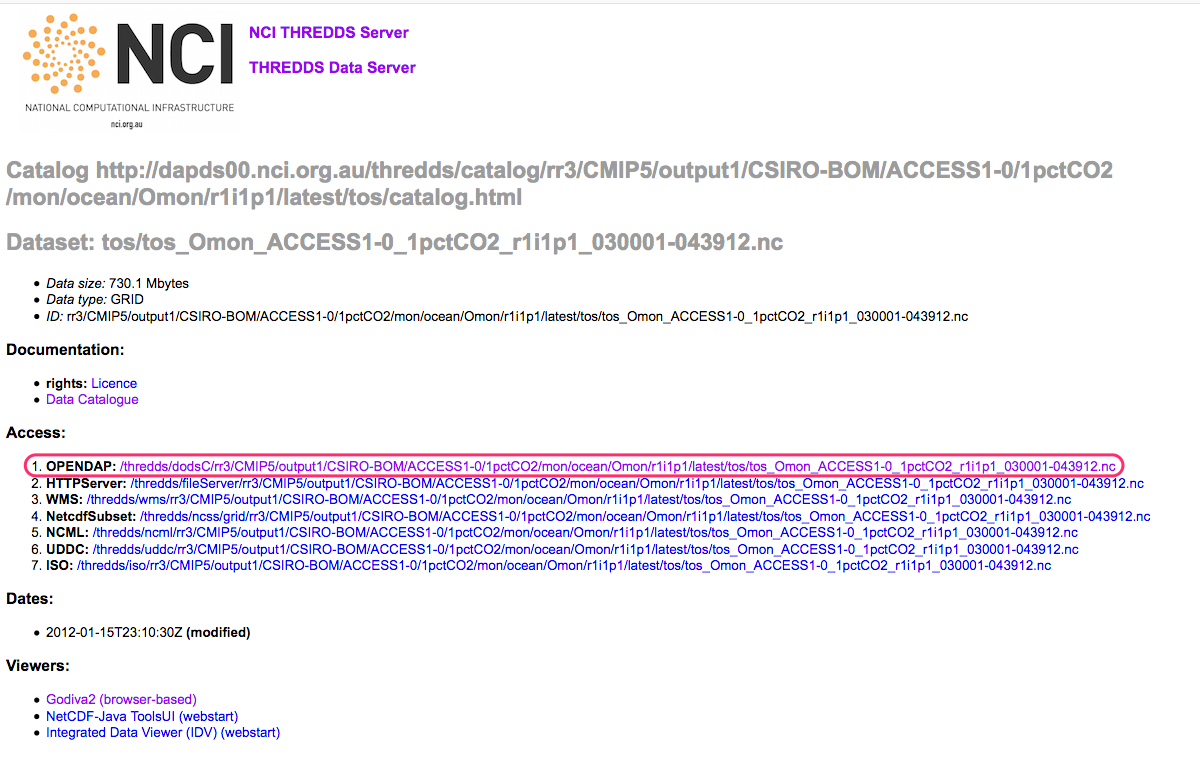 NCI
NATIONAL COMPUTATIONAL INFRASTRUCTURE
nci.org.au
NCI THREDDS Server
THREDDS Data Server
Catalog http://dapds00.nci.org.au/thredds/catalog/rr3/CMIP5/output1/CSIRO-BOM/ACCESS1-0/1pctCO2
/mon/ocean/Omon/r1i1p1/latest/tos/catalog.html
Dataset: tos/tos_Omon_ACCESS1-0_1pctCO2_r1i1p1_030001-043912.nc
• Data size: 730.1 Mbytes
• Data type: GRID
• ID: rr3/CMIP5/output1/CSIRO-BOM/ACCESS1-0/1pctCO2/mon/ocean/Omon/r1i1p1/latest/tos/tos_Omon_ACCESS1-0_1pctCO2_r1i1p1_030001-043912.nc
Documentation:
• rights: Licence
• Data Catalogue
Access:
1. OPENDAP: /thredds/dodsC/rr3/CMIP5/output1/CSIRO-BOM/ACCESS1-0/1pctCO2/mon/ocean/Omon/r1i1p1/latest/tos/tos_Omon_ACCESS1-0_1pctCO2_r1i1p1_030001-043912.nc
2. HTTPServer: /thredds/fileServer/rr3/CMIP5/output1/CSIRO-BOM/ACCESS1-0/1pctCO2/mon/ocean/Omon/r1i1p1/latest/tos/tos_Omon_ACCESS1-0_1pctCO2_r1i1p1_030001-043912.nc
3. WMS: /thredds/wms/rr3/CMIP5/output1/CSIRO-BOM/ACCESS1-0/1pctCO2/mon/ocean/Omon/r1i1p1/latest/tos/tos_Omon_ACCESS1-0_1pctCO2_r1i1p1_030001-043912.nc
4. NetcdfSubset: /thredds/ncss/grid/rr3/CMIP5/output1/CSIRO-BOM/ACCESS1-0/1pctCO2/mon/ocean/Omon/r1i1p1/latest/tos/tos_Omon_ACCESS1-0_1pctCO2_r1i1p1_030001-043912.nc
5. NCML: /thredds/ncml/rr3/CMIP5/output1/CSIRO-BOM/ACCESS1-0/1pctCO2/mon/ocean/Omon/r1i1p1/latest/tos/tos_Omon_ACCESS1-0_1pctCO2_r1i1p1_030001-043912.nc
6. UDDC: /thredds/uddc/rr3/CMIP5/output1/CSIRO-BOM/ACCESS1-0/1pctCO2/mon/ocean/Omon/r1i1p1/latest/tos/tos_Omon_ACCESS1-0_1pctCO2_r1i1p1_030001-043912.nc
7. ISO: /thredds/iso/rr3/CMIP5/output1/CSIRO-BOM/ACCESS1-0/1pctCO2/mon/ocean/Omon/r1i1p1/latest/tos/tos_Omon_ACCESS1-0_1pctCO2_r1i1p1_030001-043912.nc
Dates:
• 2012-01-15T23:10:30Z (modified)
Viewers:
• Godiva2 (browser-based)
• NetCDF-Java ToolsUI (webstart)
• Integrated Data Viewer (IDV) (webstart)